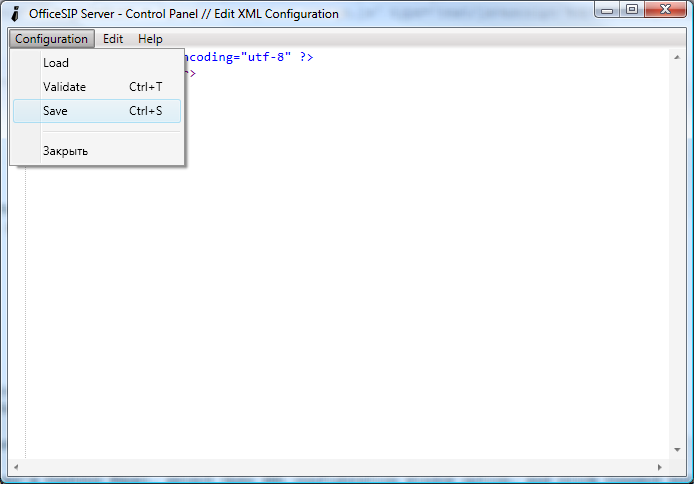 OfficeSIP Server - Control Panel // Edit XML Configuration
Configuration Edit Help
Load
Validate Ctrl+T
Save Ctrl+S
Закрыть
ncoding="utf-8" ?>
>